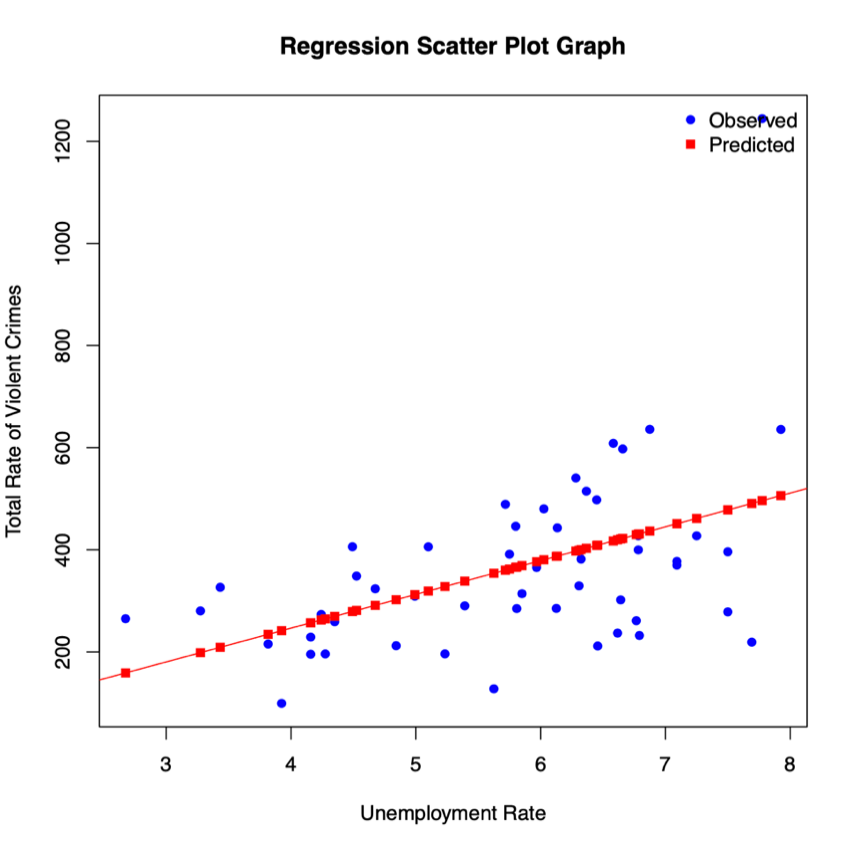 Regression Scatter Plot Graph
Observed
Predicted
Total Rate of Violent Crimes
1200
1000
800
600
400
200
3 4 5 6 7 8
Unemployment Rate